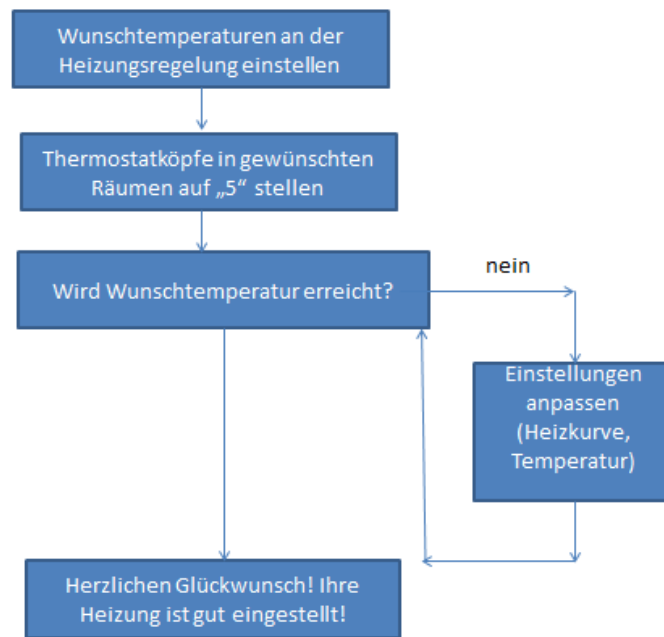 Wunschtemperaturen an der
Heizungsregelung einstellen
Thermostatköpfe in gewünschten
Räumen auf „5“ stellen
Wird Wunschtemperatur erreicht?
nein
Einstellungen
anpassen
(Heizkurve,
Temperatur)
Herzlichen Glückwunsch! Ihre
Heizung ist gut eingestellt!